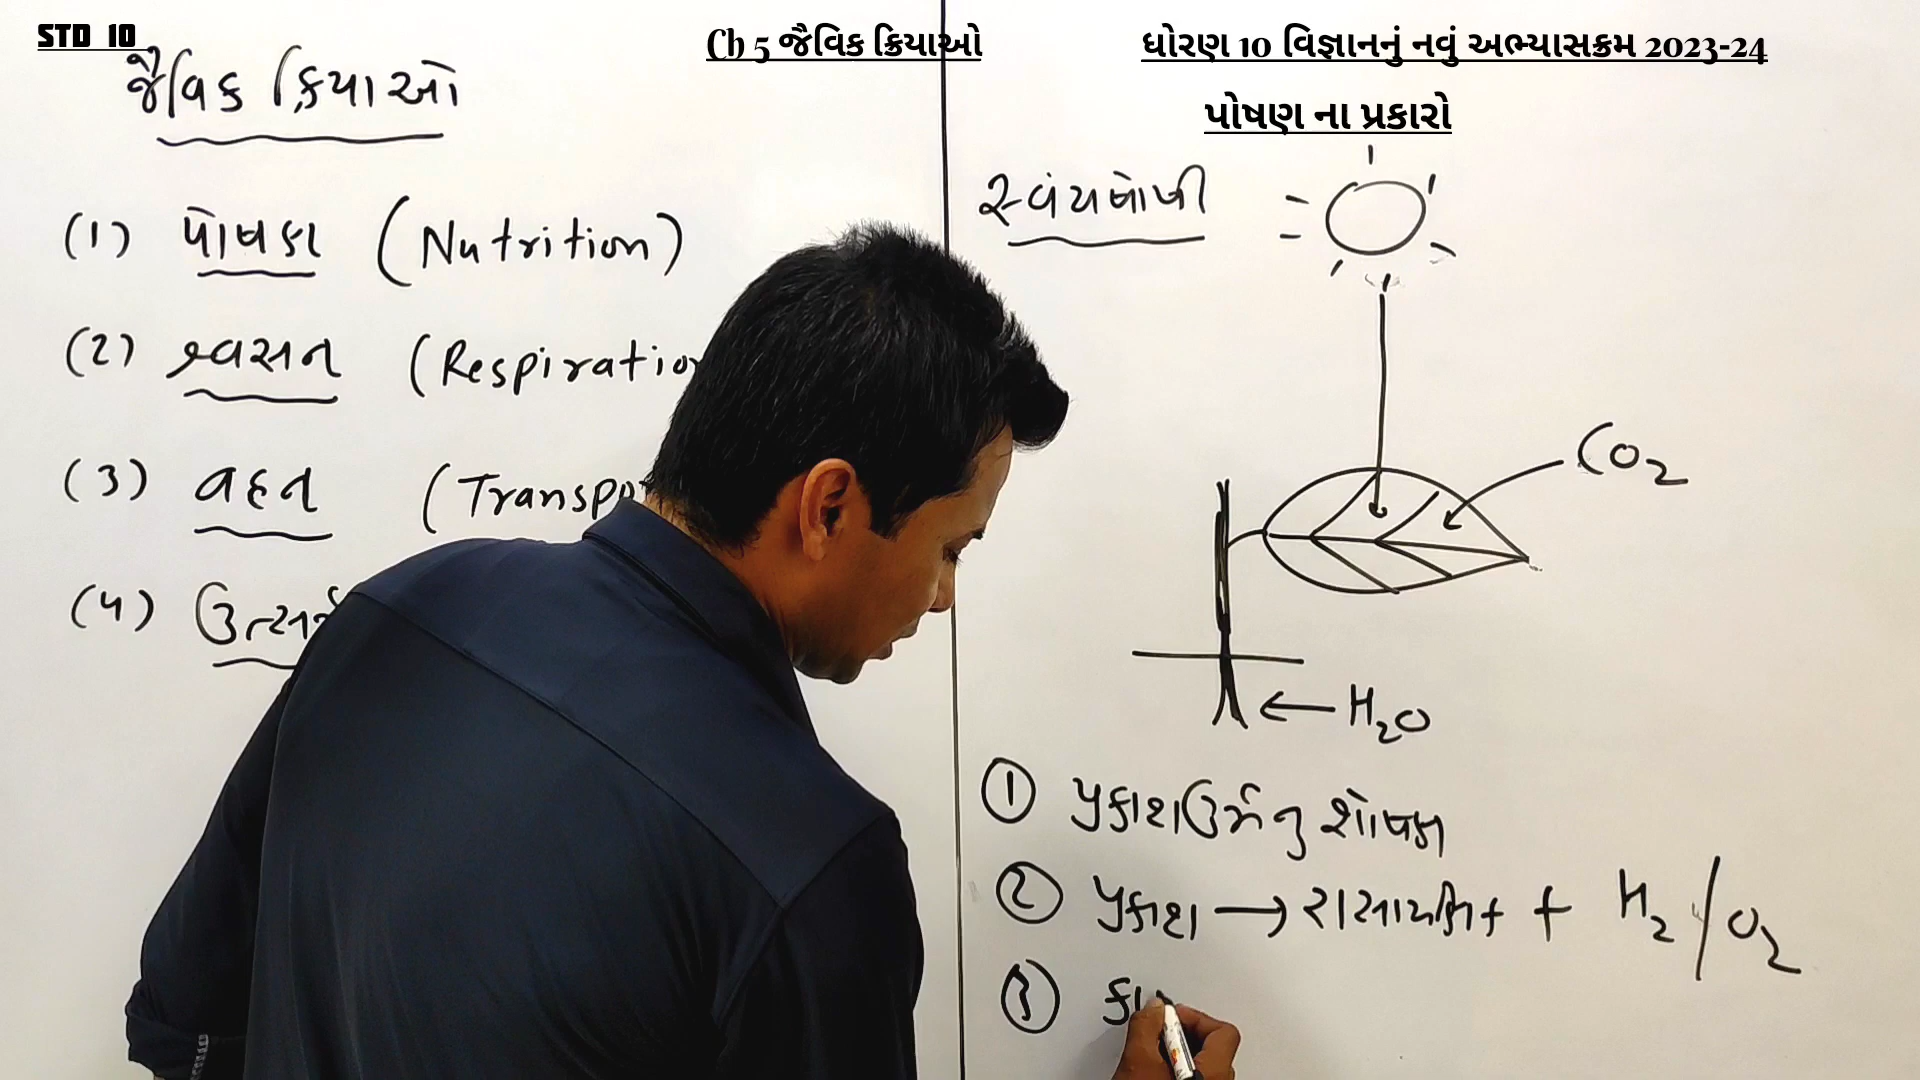 STD 10
Ch 5 જૈવિક ક્રિયાઓ
ધોરણ 10 વિજ્ઞાનનું નવું અભ્યાસક્રમ 2023-24
પોષણ ના પ્રકારો
જૈવિક ક્રિયાઓ
(1) પોષણ (Nutrition)
(2) શ્વસન (Respiration
(3) વહન (Transpo
(4) ઉત્સર્
સ્વંયપોષી
CO2
H2O
① પ્રકાશઉર્જાનુ શોષણ
② પ્રકાશ → રાસાયણિક + H2/O2
③ કા